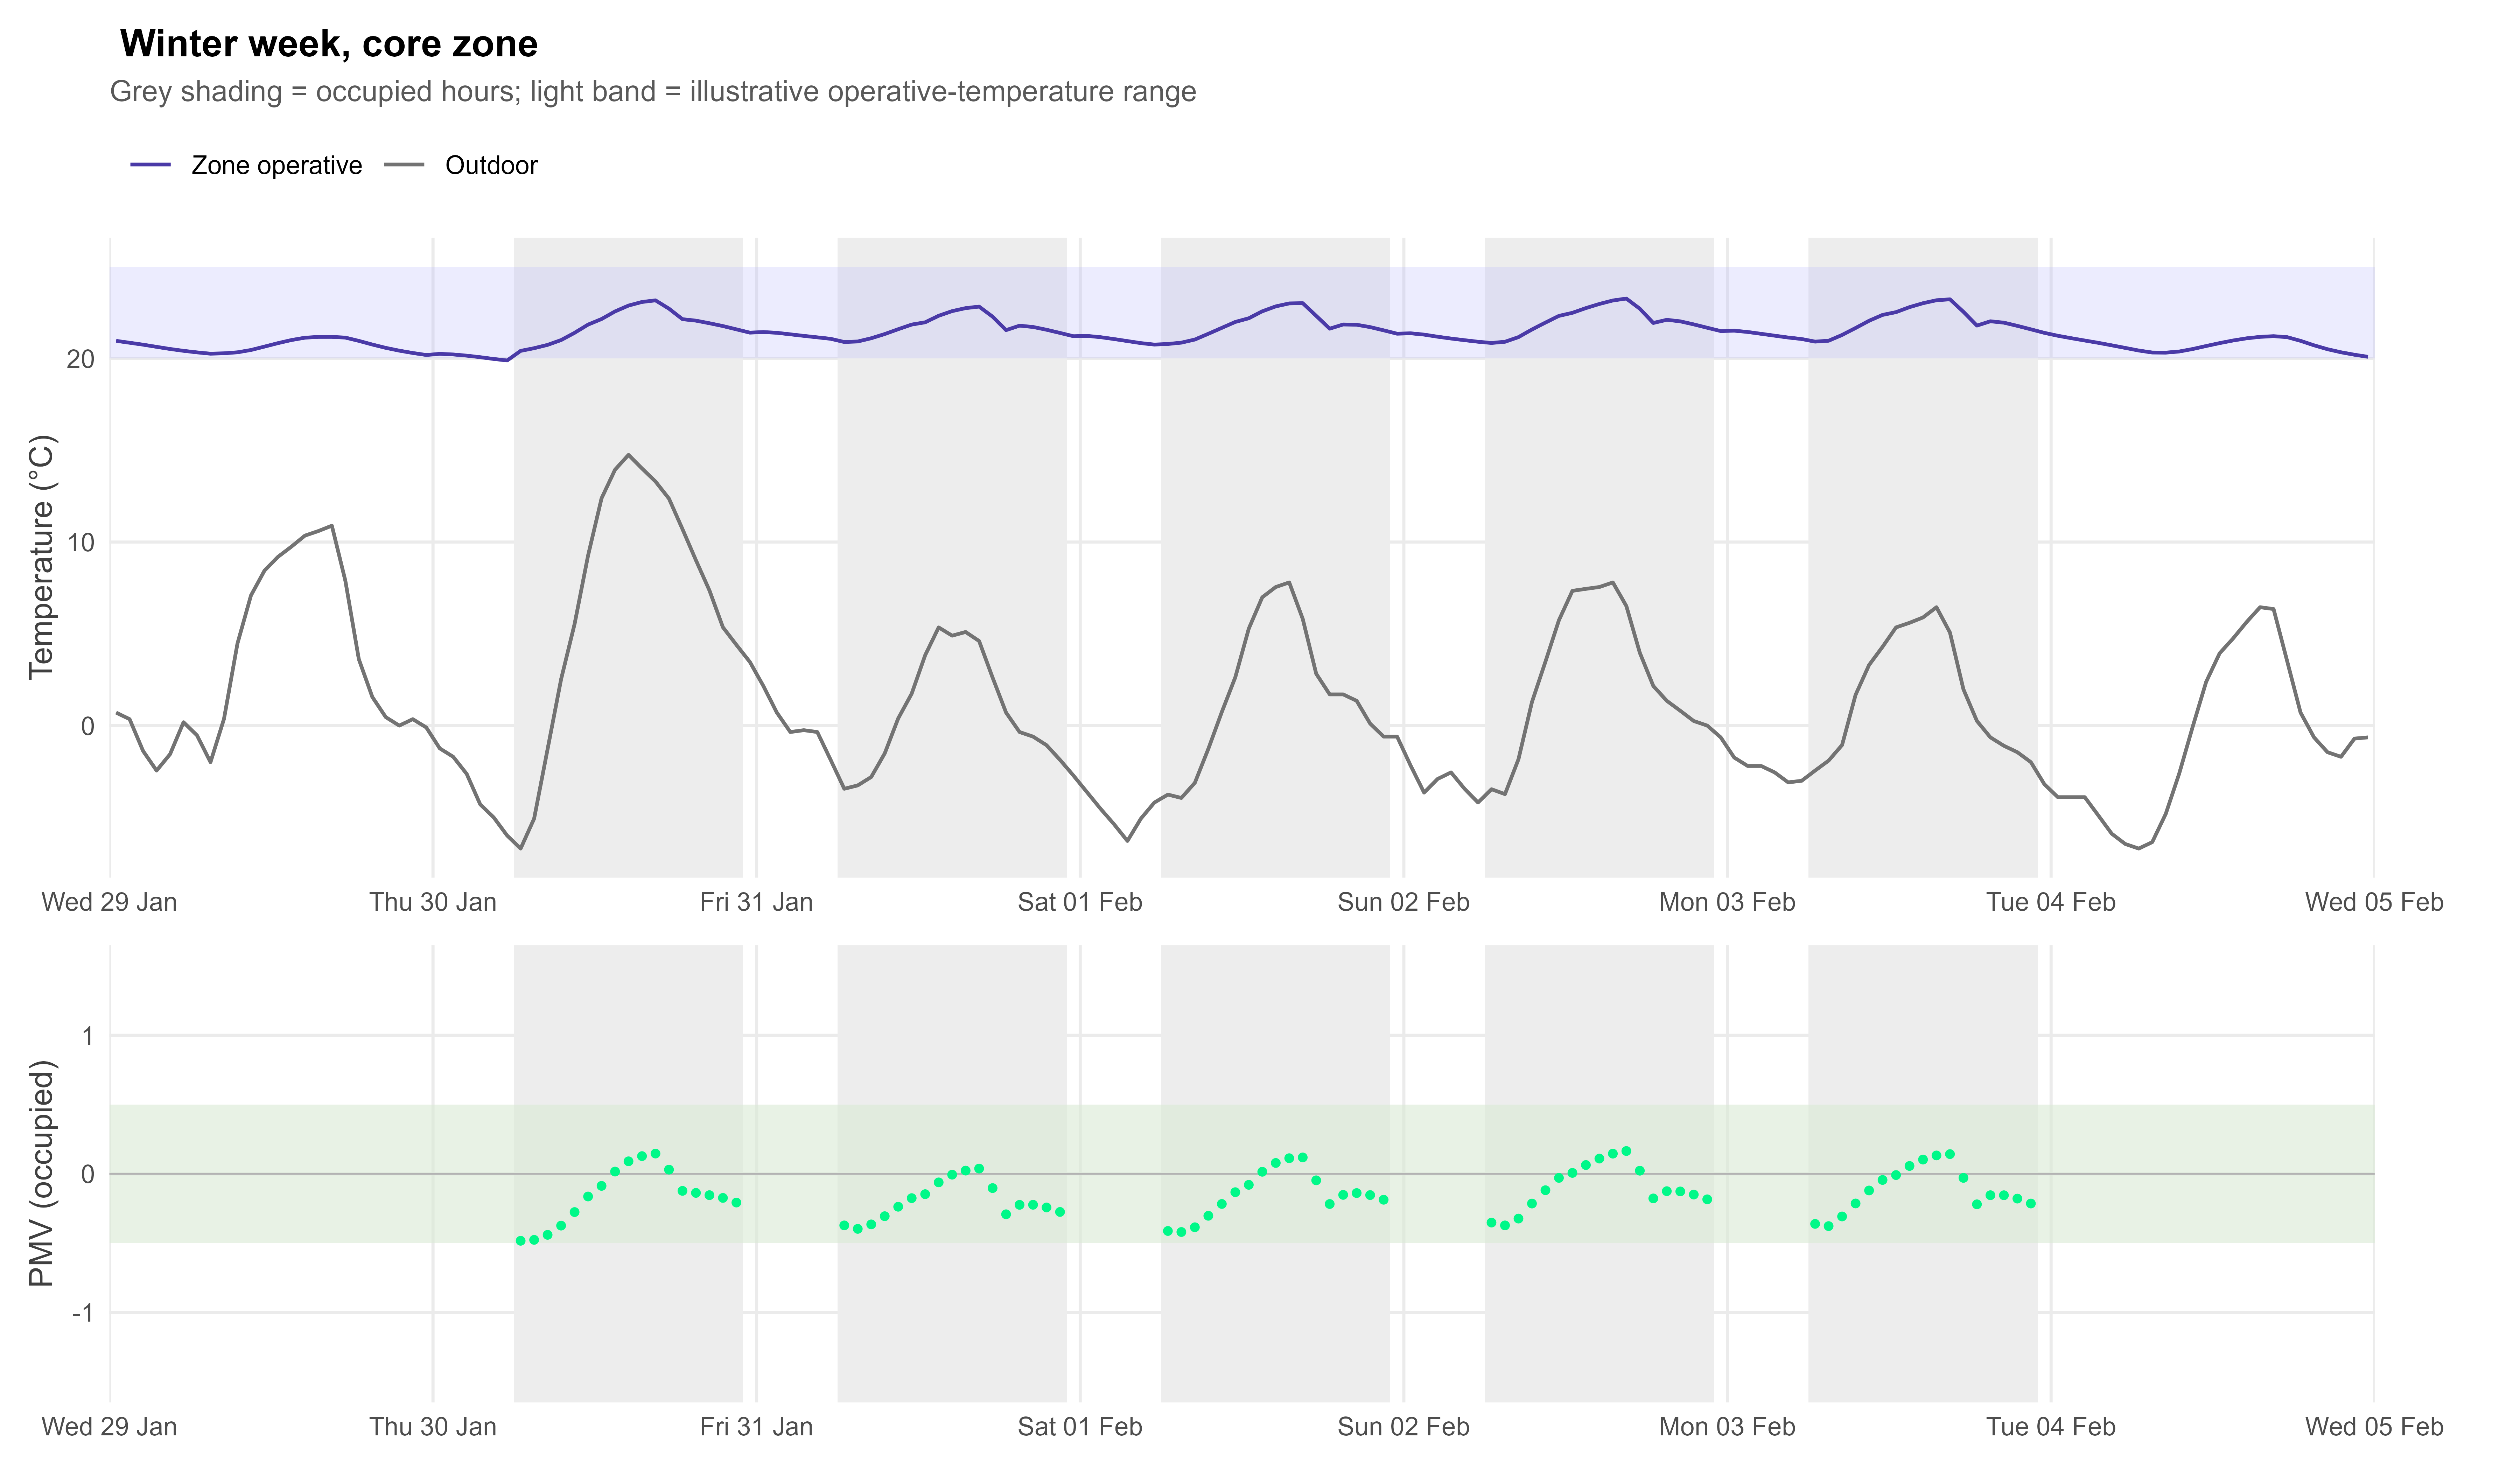 Winter week, core zone
Grey shading = occupied hours; light band = illustrative operative-temperature range
Zone operative
Outdoor
Temperature (°C)
20
10
0
Wed 29 Jan
Thu 30 Jan
Fri 31 Jan
Sat 01 Feb
Sun 02 Feb
Mon 03 Feb
Tue 04 Feb
Wed 05 Feb
PMV (occupied)
1
0
-1
Wed 29 Jan
Thu 30 Jan
Fri 31 Jan
Sat 01 Feb
Sun 02 Feb
Mon 03 Feb
Tue 04 Feb
Wed 05 Feb